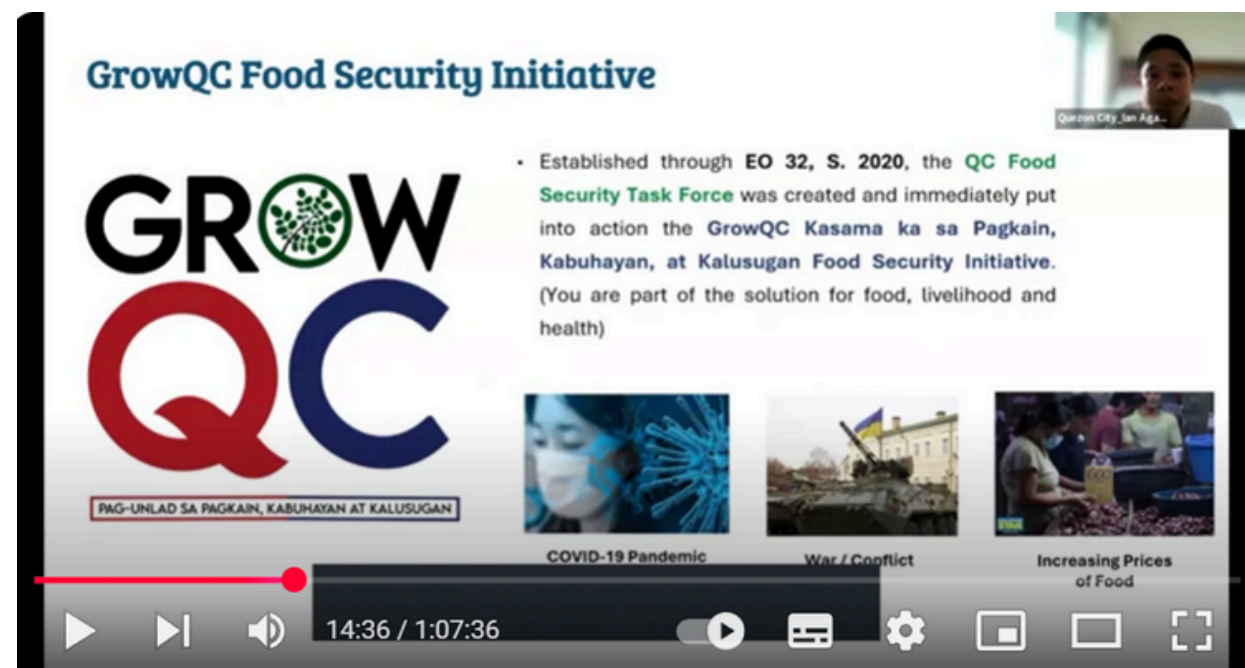 GrowQC Food Security Initiative
Quezon City_Ian Aga...
• Established through EO 32, S. 2020, the QC Food
Security Task Force was created and immediately put
into action the GrowQC Kasama ka sa Pagkain,
Kabuhayan, at Kalusugan Food Security Initiative.
(You are part of the solution for food, livelihood and
health)
GROW
QC
PAG-UNLAD SA PAGKAIN, KABUHAYAN AT KALUSUGAN
COVID-19 Pandemic
War / Conflict
Increasing Prices
of Food
14:36 / 1:07:36